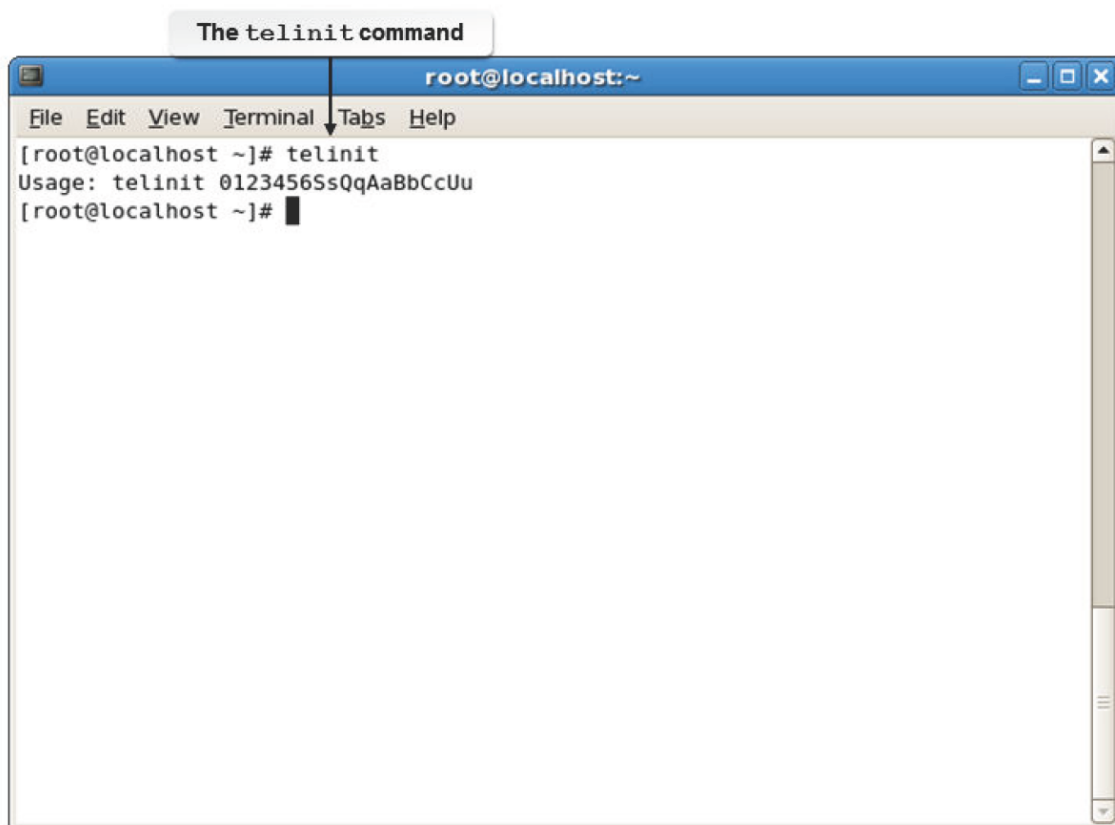 The telinit command
root@localhost:~
File Edit View Terminal Tabs Help
[root@localhost ~]# telinit
Usage: telinit 0123456SsQqAaBbCcUu
[root@localhost ~]#